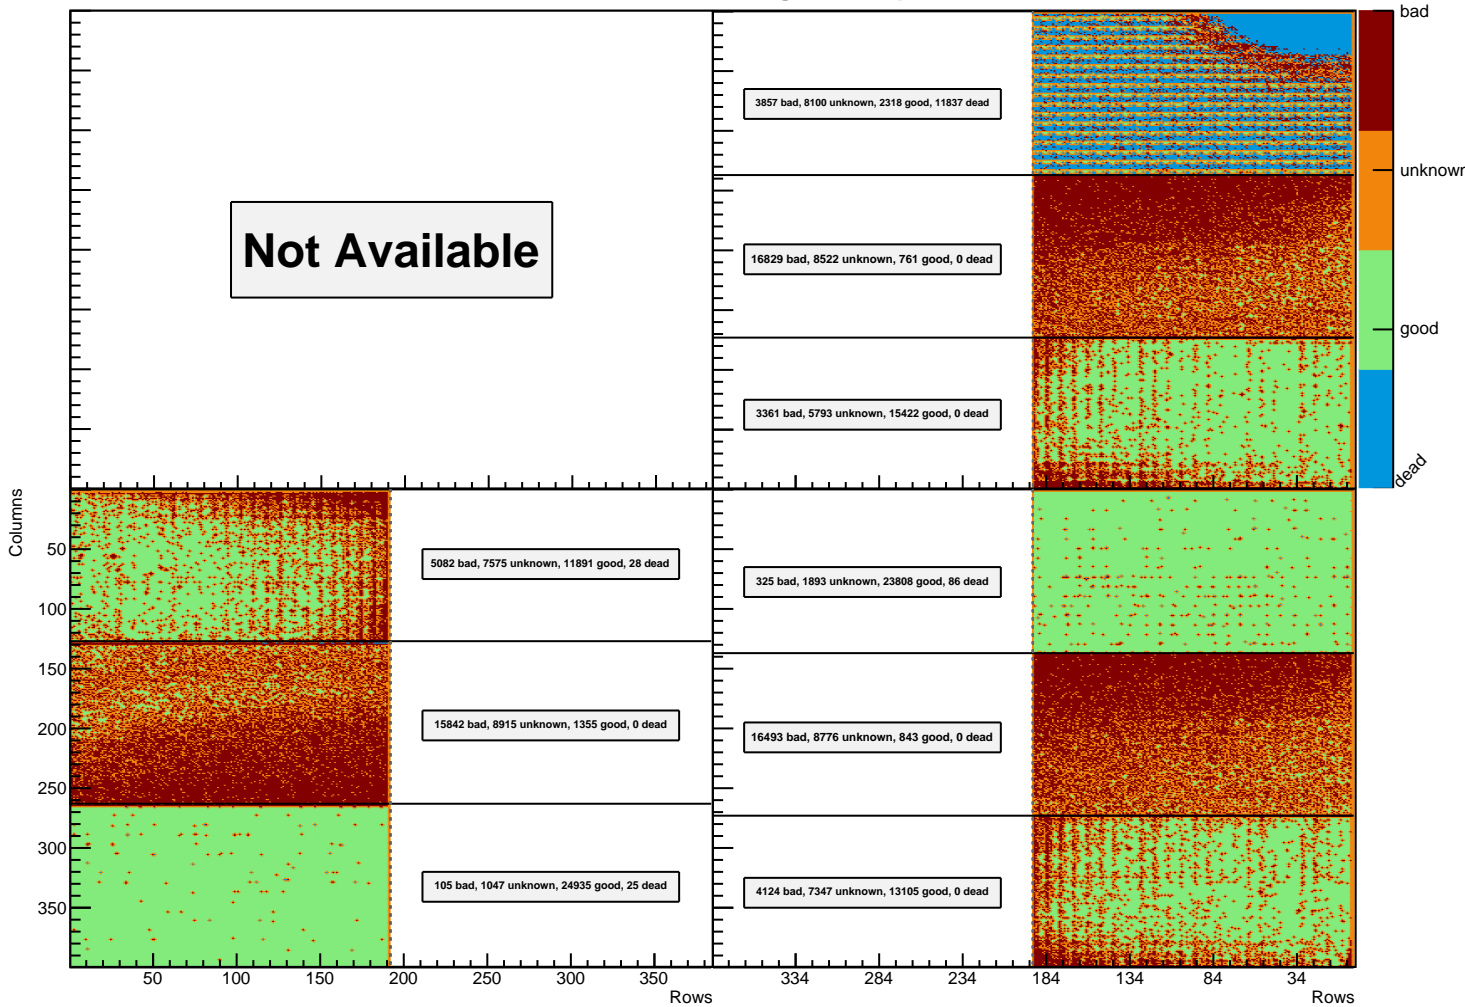 bad
3857 bad, 8100 unknown, 2318 good, 11837 dead
unknown
Not Available
16829 bad, 8522 unknown, 761 good, 0 dead
good
3361 bad, 5793 unknown, 15422 good, 0 dead
dead
Columns
50
100
150
200
250
300
350
5082 bad, 7575 unknown, 11891 good, 28 dead
325 bad, 1893 unknown, 23808 good, 86 dead
15842 bad, 8915 unknown, 1355 good, 0 dead
16493 bad, 8776 unknown, 843 good, 0 dead
105 bad, 1047 unknown, 24935 good, 25 dead
4124 bad, 7347 unknown, 13105 good, 0 dead
50 100 150 200 250 300 350
334 284 234 184 134 84 34
Rows
Rows